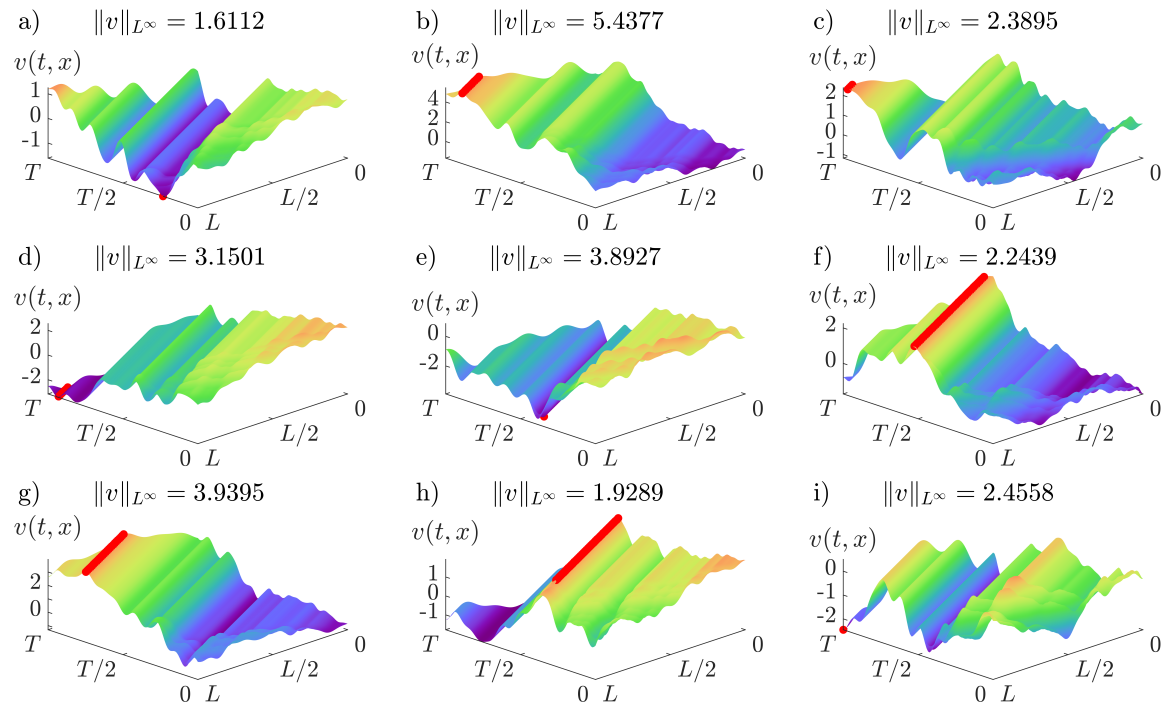 a) ‖v‖_{L^∞} = 1.6112
v(t, x)
1
0
-1
T
T/2
0
L
L/2
0
b) ‖v‖_{L^∞} = 5.4377
v(t, x)
4
2
0
T
T/2
0
L
L/2
0
c) ‖v‖_{L^∞} = 2.3895
v(t, x)
2
1
0
-1
T
T/2
0
L
L/2
0
d) ‖v‖_{L^∞} = 3.1501
v(t, x)
2
0
-2
T
T/2
0
L
L/2
0
e) ‖v‖_{L^∞} = 3.8927
v(t, x)
0
-2
T
T/2
0
L
L/2
0
f) ‖v‖_{L^∞} = 2.2439
v(t, x)
2
0
T
T/2
0
L
L/2
0
g) ‖v‖_{L^∞} = 3.9395
v(t, x)
2
0
T
T/2
0
L
L/2
0
h) ‖v‖_{L^∞} = 1.9289
v(t, x)
1
0
-1
T
T/2
0
L
L/2
0
i) ‖v‖_{L^∞} = 2.4558
v(t, x)
0
-1
-2
T
T/2
0
L
L/2
0